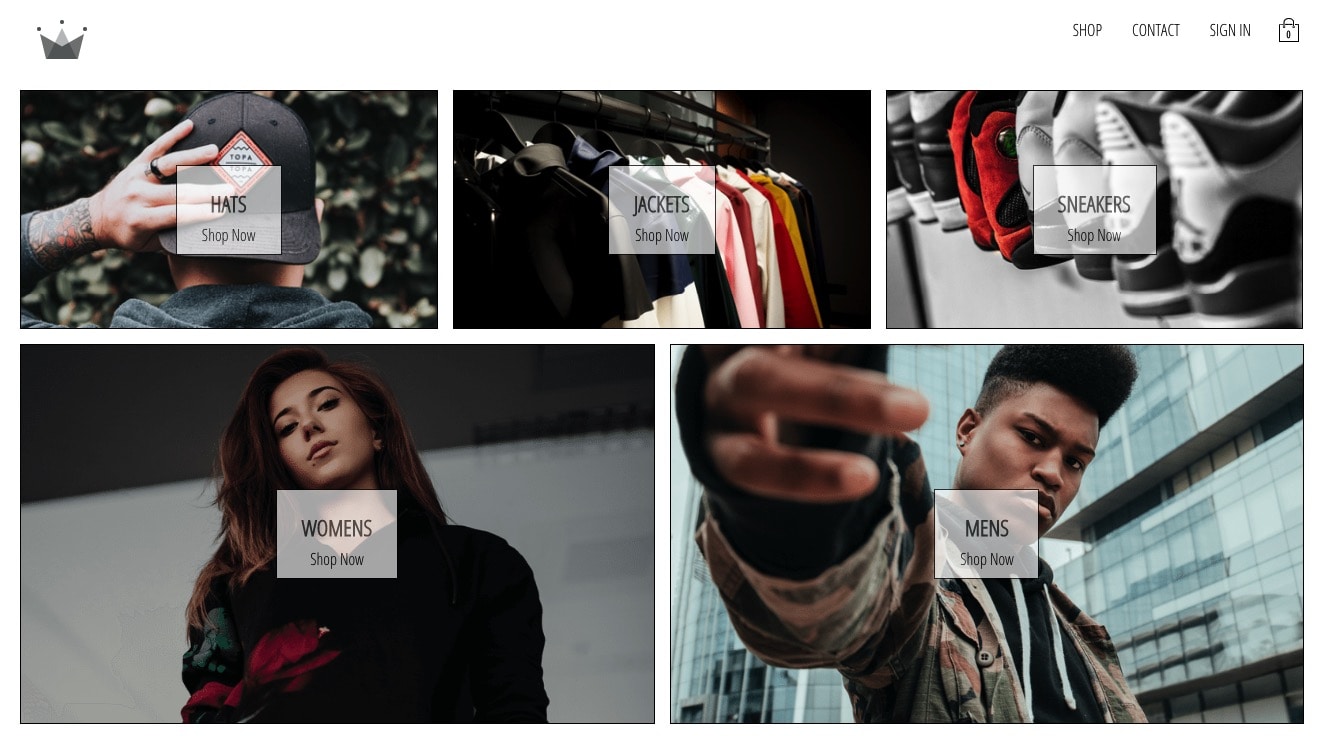 SHOP CONTACT SIGN IN
0
TOPA
TOPA
HATS
Shop Now
JACKETS
Shop Now
SNEAKERS
Shop Now
WOMENS
Shop Now
MENS
Shop Now